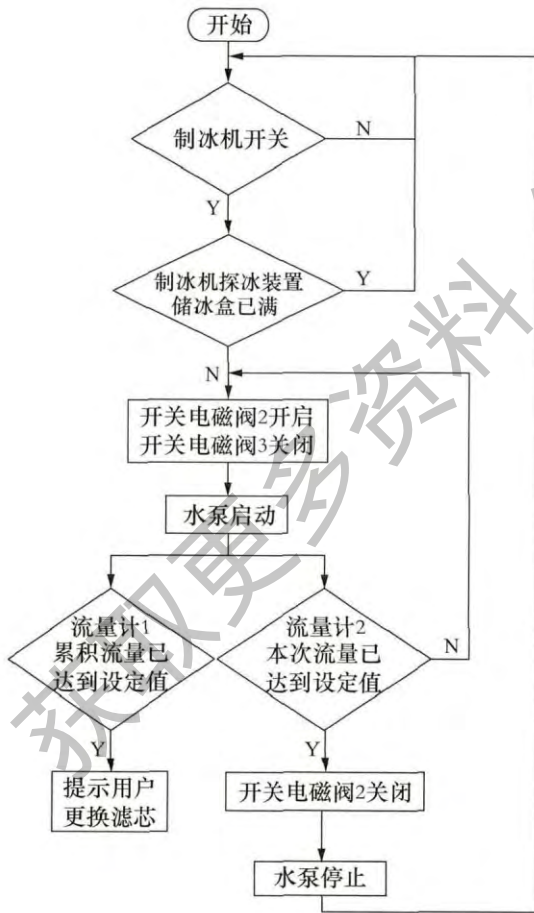 开始
制冰机开关
N
Y
制冰机探冰装置
储冰盒已满
Y
N
开关电磁阀2开启
开关电磁阀3关闭
水泵启动
流量计1
累积流量已
达到设定值
流量计2
本次流量已
达到设定值
N
Y
Y
提示用户
更换滤芯
开关电磁阀2关闭
水泵停止
获取更多资料